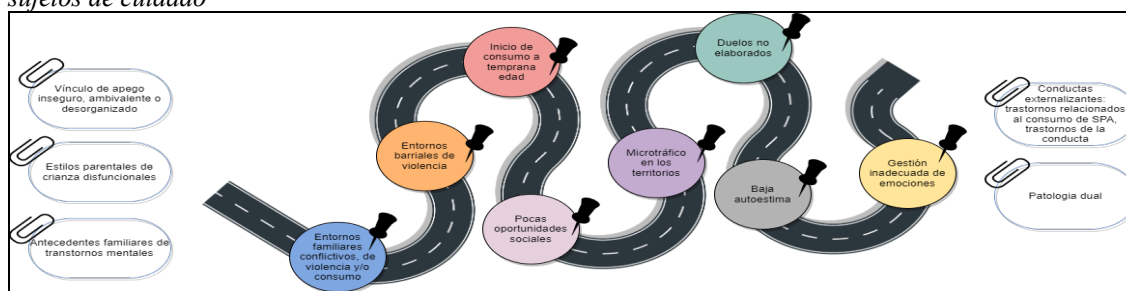 sujetos de cuidado
Vínculo de apego
inseguro, ambivalente o
desorganizado
Estilos parentales de
crianza disfuncionales
Antecedentes familiares de
transtornos mentales
Entornos
familiares
conflictivos, de
violencia y/o
consumo
Entornos
barriales de
violencia
Inicio de
consumo a
temprana
edad
Pocas
oportunidades
sociales
Microtráfico en
los territorios
Duelos no
elaborados
Baja
autoestima
Gestión
inadecuada de
emociones
Conductas
externalizantes:
trastornos relacionados
al consumo de SPA,
trastornos de la
conducta
Patologia dual